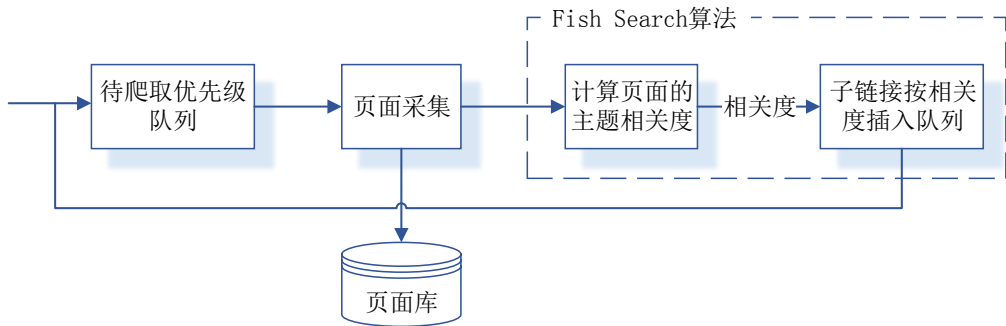 Fish Search算法
待爬取优先级
队列
页面采集
计算页面的
主题相关度
相关度
子链接按相关
度插入队列
页面库